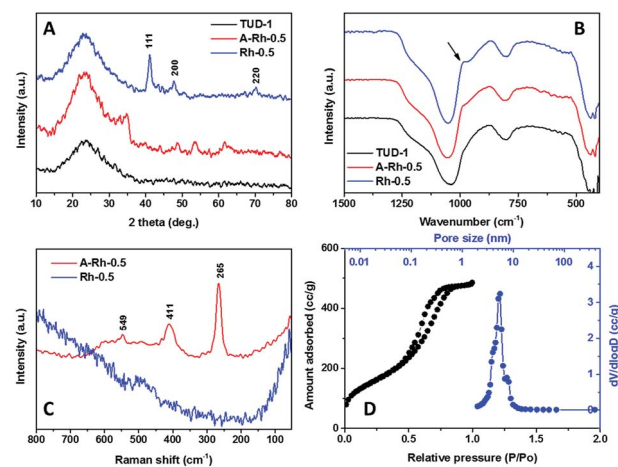 A
TUD-1
A-Rh-0.5
Rh-0.5
111
200
220
Intensity (a.u.)
10 20 30 40 50 60 70 80
2 theta (deg.)
B
TUD-1
A-Rh-0.5
Rh-0.5
Intensity (a.u.)
1500 1250 1000 750 500
Wavenumber (cm-1)
A-Rh-0.5
Rh-0.5
549
411
265
C
Intensity (a.u.)
800 700 600 500 400 300 200 100
Raman shift (cm-1)
Pore size (nm)
0.01 0.1 1 10 100
600
400
200
0
Amount adsorbed (cc/g)
4
3
2
1
0
dV/dlogD (cc/g)
D
0.0 0.5 1.0 1.5 2.0
Relative pressure (P/Po)